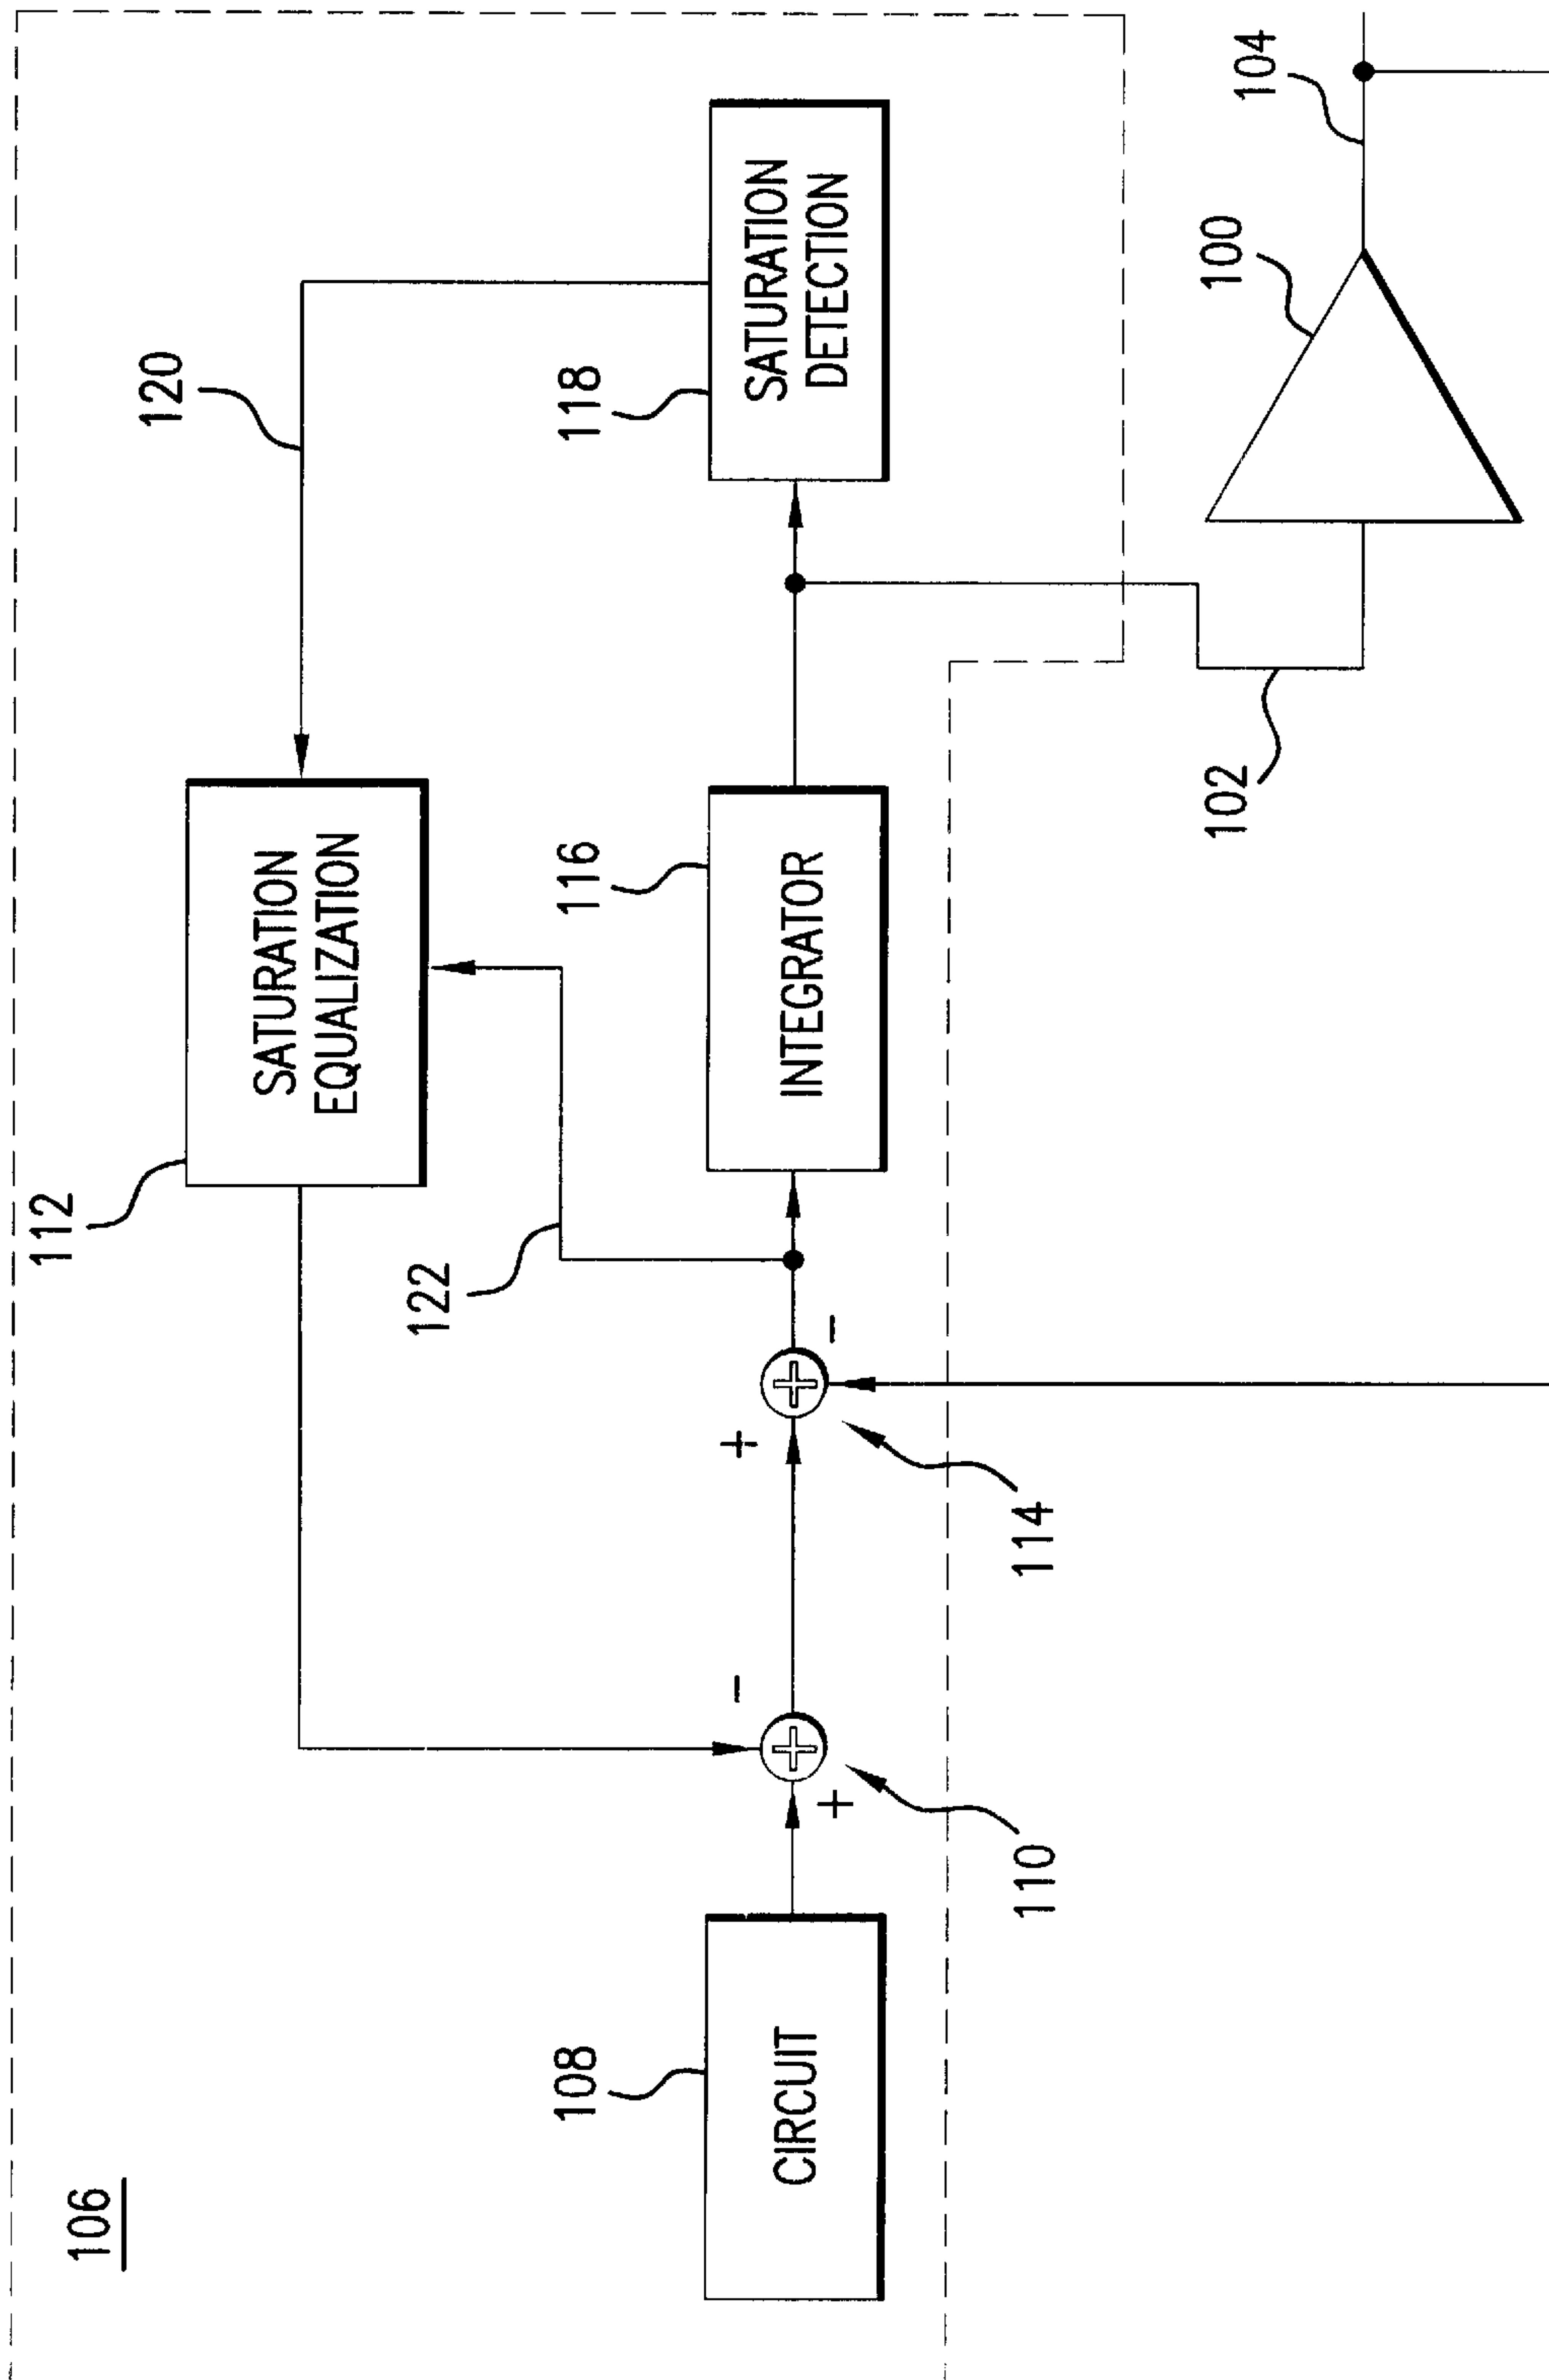 106
112
SATURATION
EQUALIZATION
120
122
108
CIRCUIT
+
-
110
+
-
114
116
INTEGRATOR
118
SATURATION
DETECTION
102
100
104